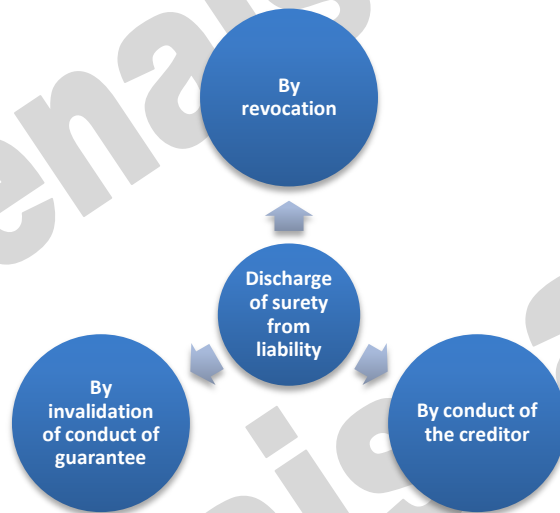 By
revocation
Discharge
of surety
from
liability
By
invalidation
of conduct of
guarantee
By conduct of
the creditor